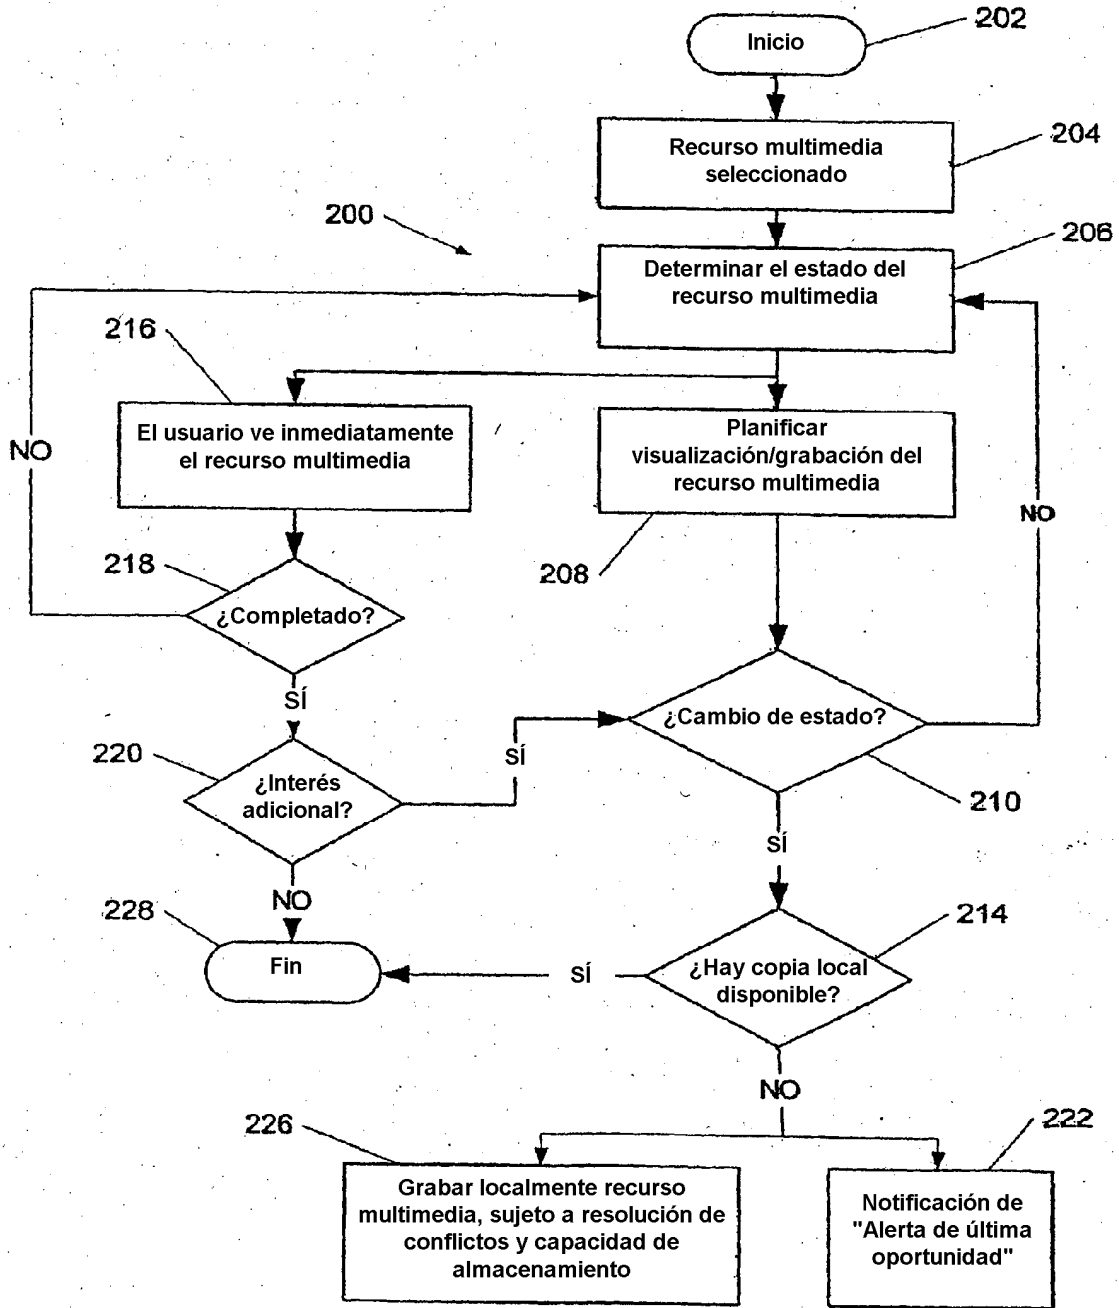 202
Inicio
Recurso multimedia
seleccionado
204
200
206
Determinar el estado del
recurso multimedia
216
El usuario ve inmediatamente
el recurso multimedia
Planificar
visualización/grabación del
recurso multimedia
NO
NO
208
218
¿Completado?
SÍ
¿Cambio de estado?
220
SÍ
¿Interés
adicional?
210
SÍ
NO
228
214
Fin
SÍ
¿Hay copia local
disponible?
NO
226
222
Grabar localmente recurso
multimedia, sujeto a resolución de
conflictos y capacidad de
almacenamiento
Notificación de
"Alerta de última
oportunidad"